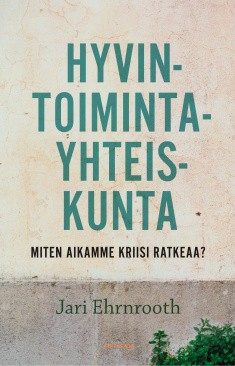 HYVIN-
TOIMINTA-
YHTEIS-
KUNTA
MITEN AIKAMME KRIISI RATKEAA?
Jari Ehrnrooth